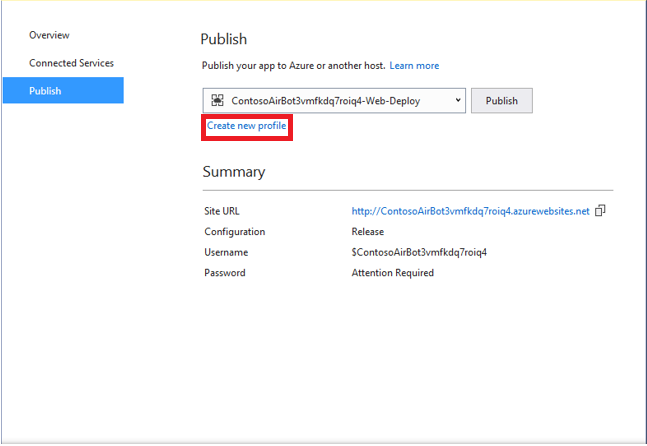 Overview
Connected Services
Publish
Publish
Publish your app to Azure or another host. Learn more
ContosoAirBot3vmfkdq7roiq4-Web-Deploy Publish
Create new profile
Summary
Site URL http://ContosoAirBot3vmfkdq7roiq4.azurewebsites.net
Configuration Release
Username $ContosoAirBot3vmfkdq7roiq4
Password Attention Required